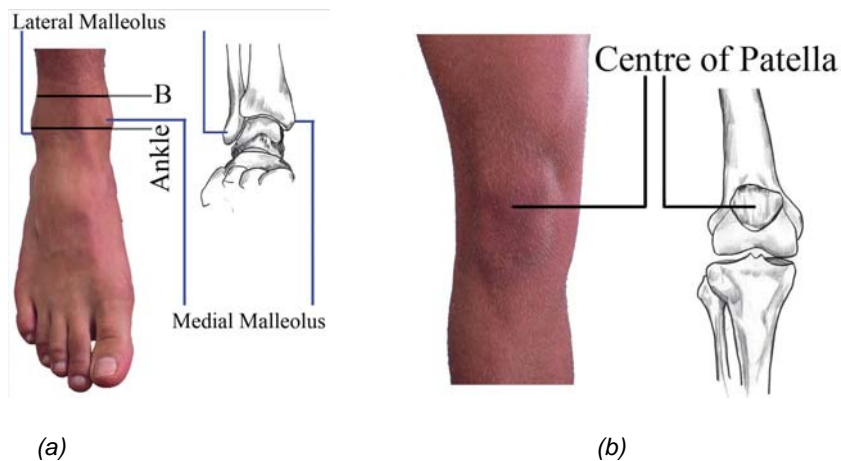 Lateral Malleolus
B
Ankle
Medial Malleolus
Centre of Patella
(a)
(b)